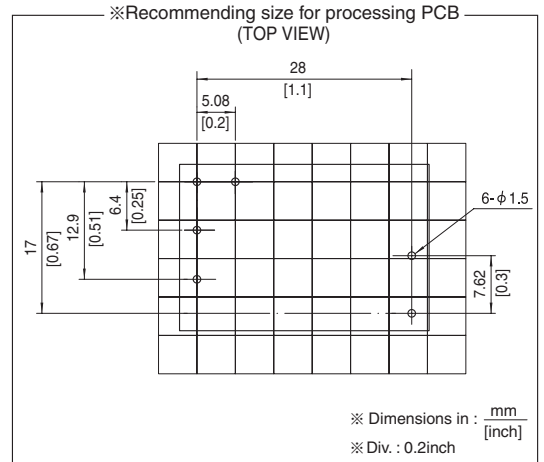 ※Recommending size for processing PCB
(TOP VIEW)
28
[1.1]
5.08
[0.2]
17
[0.67]
12.9
[0.51]
6.4
[0.25]
6-ϕ1.5
7.62
[0.3]
※ Dimensions in : mm
[inch]
※Div. : 0.2inch